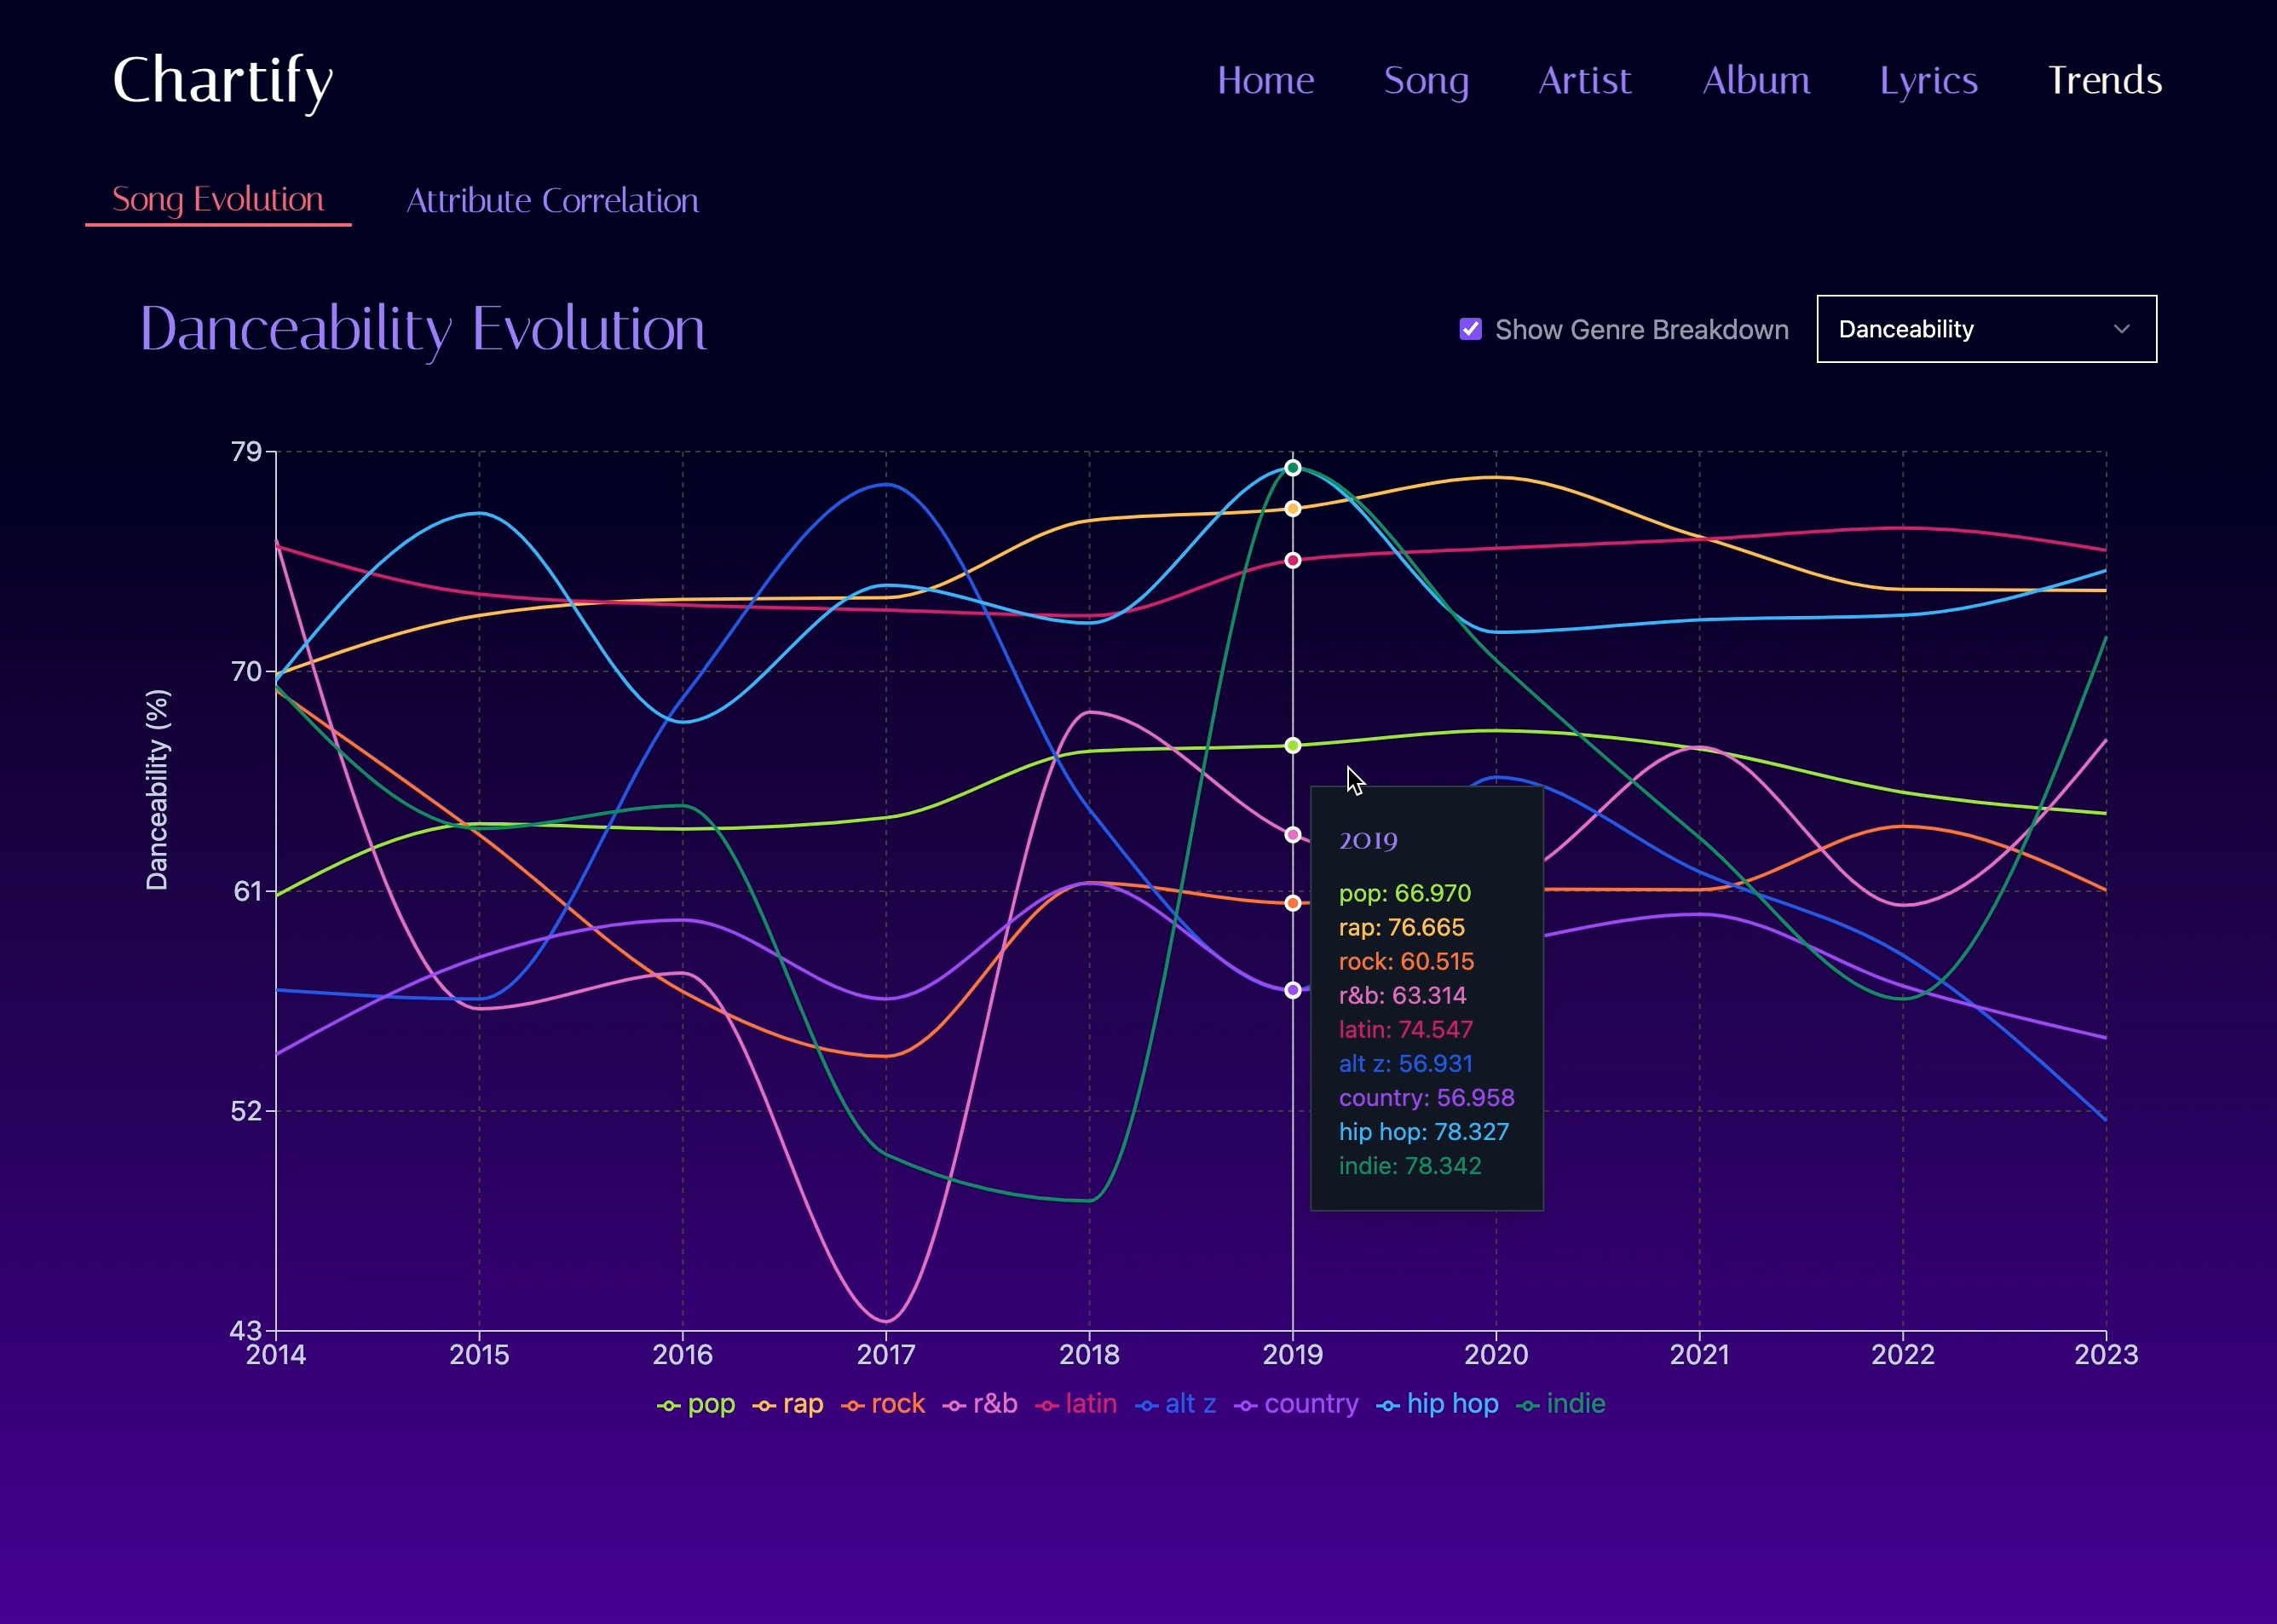 Chartify
Home Song Artist Album Lyrics Trends
Song Evolution Attribute Correlation
Danceability Evolution
Show Genre Breakdown
Danceability
79
70
61
52
43
Danceability (%)
2019
pop: 66.970
rap: 76.665
rock: 60.515
r&b: 63.314
latin: 74.547
alt z: 56.931
country: 56.958
hip hop: 78.327
indie: 78.342
2014 2015 2016 2017 2018 2019 2020 2021 2022 2023
pop rap rock r&b latin alt z country hip hop indie